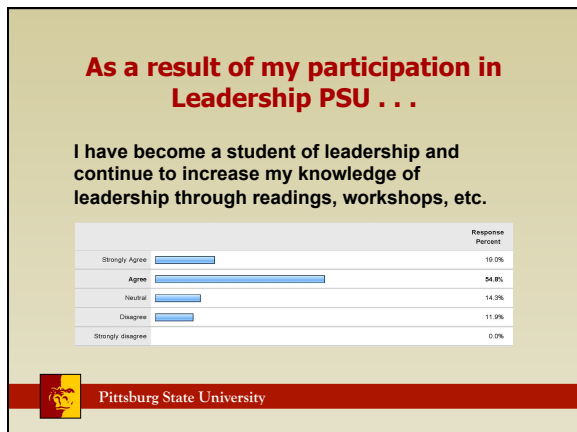 As a result of my participation in
Leadership PSU . . .
I have become a student of leadership and
continue to increase my knowledge of
leadership through readings, workshops, etc.
Response
Percent
Strongly Agree 19.0%
Agree 54.8%
Neutral 14.3%
Disagree 11.9%
Strongly disagree 0.0%
Pittsburg State University